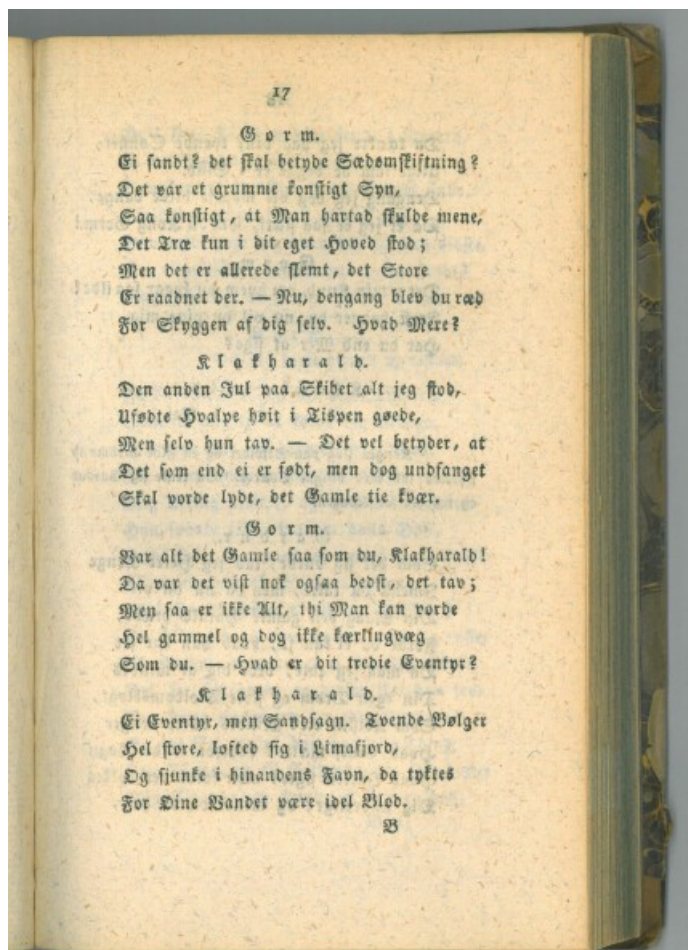 17
Gorm.
Ei sandt? det skal betyde Sædomskiftning?
Det var et grumme konstigt Syn,
Saa konstigt, at Man hartad skulde mene,
Det Træ kun i dit eget Hoved stod;
Men det er allerede slemt, det Store
Er raadnet der. — Nu, dengang blev du ræd
For Skyggen af dig selv. Hvad Mere?
Klakharald.
Den anden Jul paa Skibet alt jeg stod,
Ufødte Hvalpe høit i Tispen gøede,
Men selv hun tav. — Det vel betyder, at
Det som end ei er født, men dog undfanget
Skal vorde lydt, det Gamle tie kvær.
Gorm.
Var alt det Gamle saa som du, Klakharald!
Da var det vist nok ogsaa bedst, det tav;
Men saa er ikke Alt, thi Man kan vorde
Hel gammel og dog ikke kærlingvæg
Som du. — Hvad er dit tredie Eventyr?
Klakharald.
Ei Eventyr, men Sandsagn. Tvende Bølger
Hel store, løfted sig i Limafjord,
Og sjunke i hinandens Favn, da tyktes
For Dine Vandet være idel Blod.
B